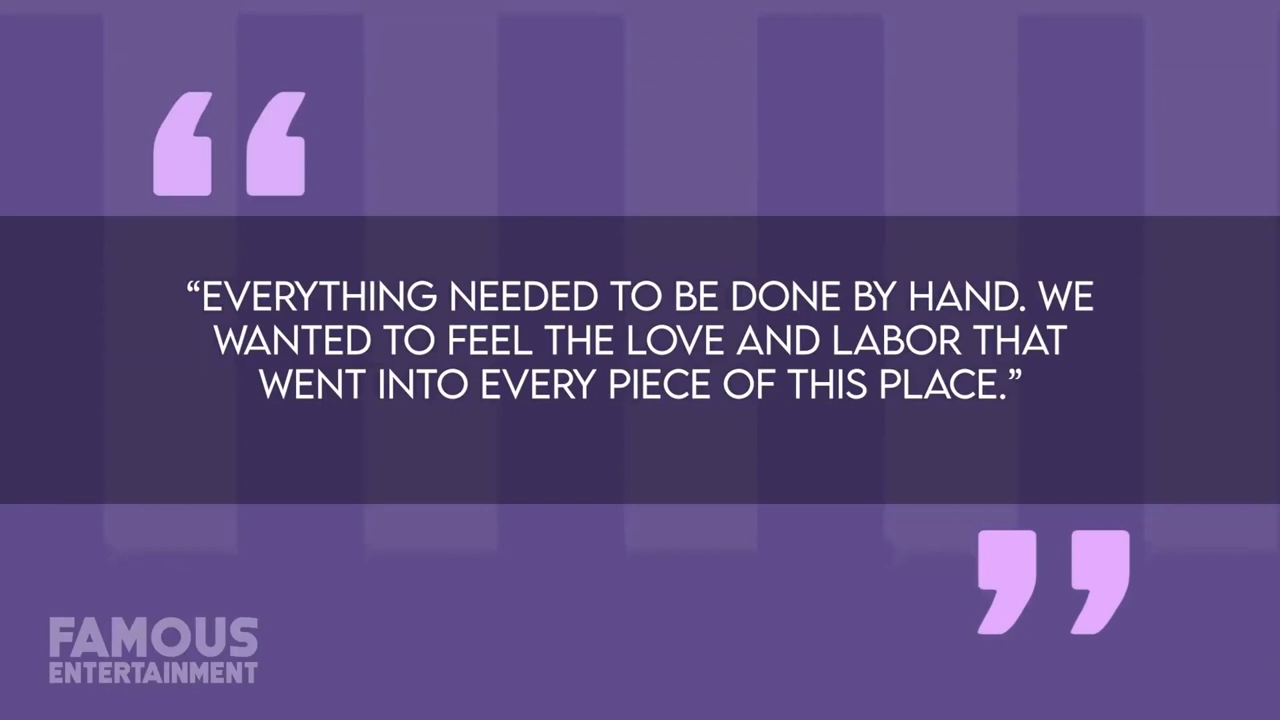 “EVERYTHING NEEDED TO BE DONE BY HAND. WE
WANTED TO FEEL THE LOVE AND LABOR THAT
WENT INTO EVERY PIECE OF THIS PLACE.”
FAMOUS
ENTERTAINMENT